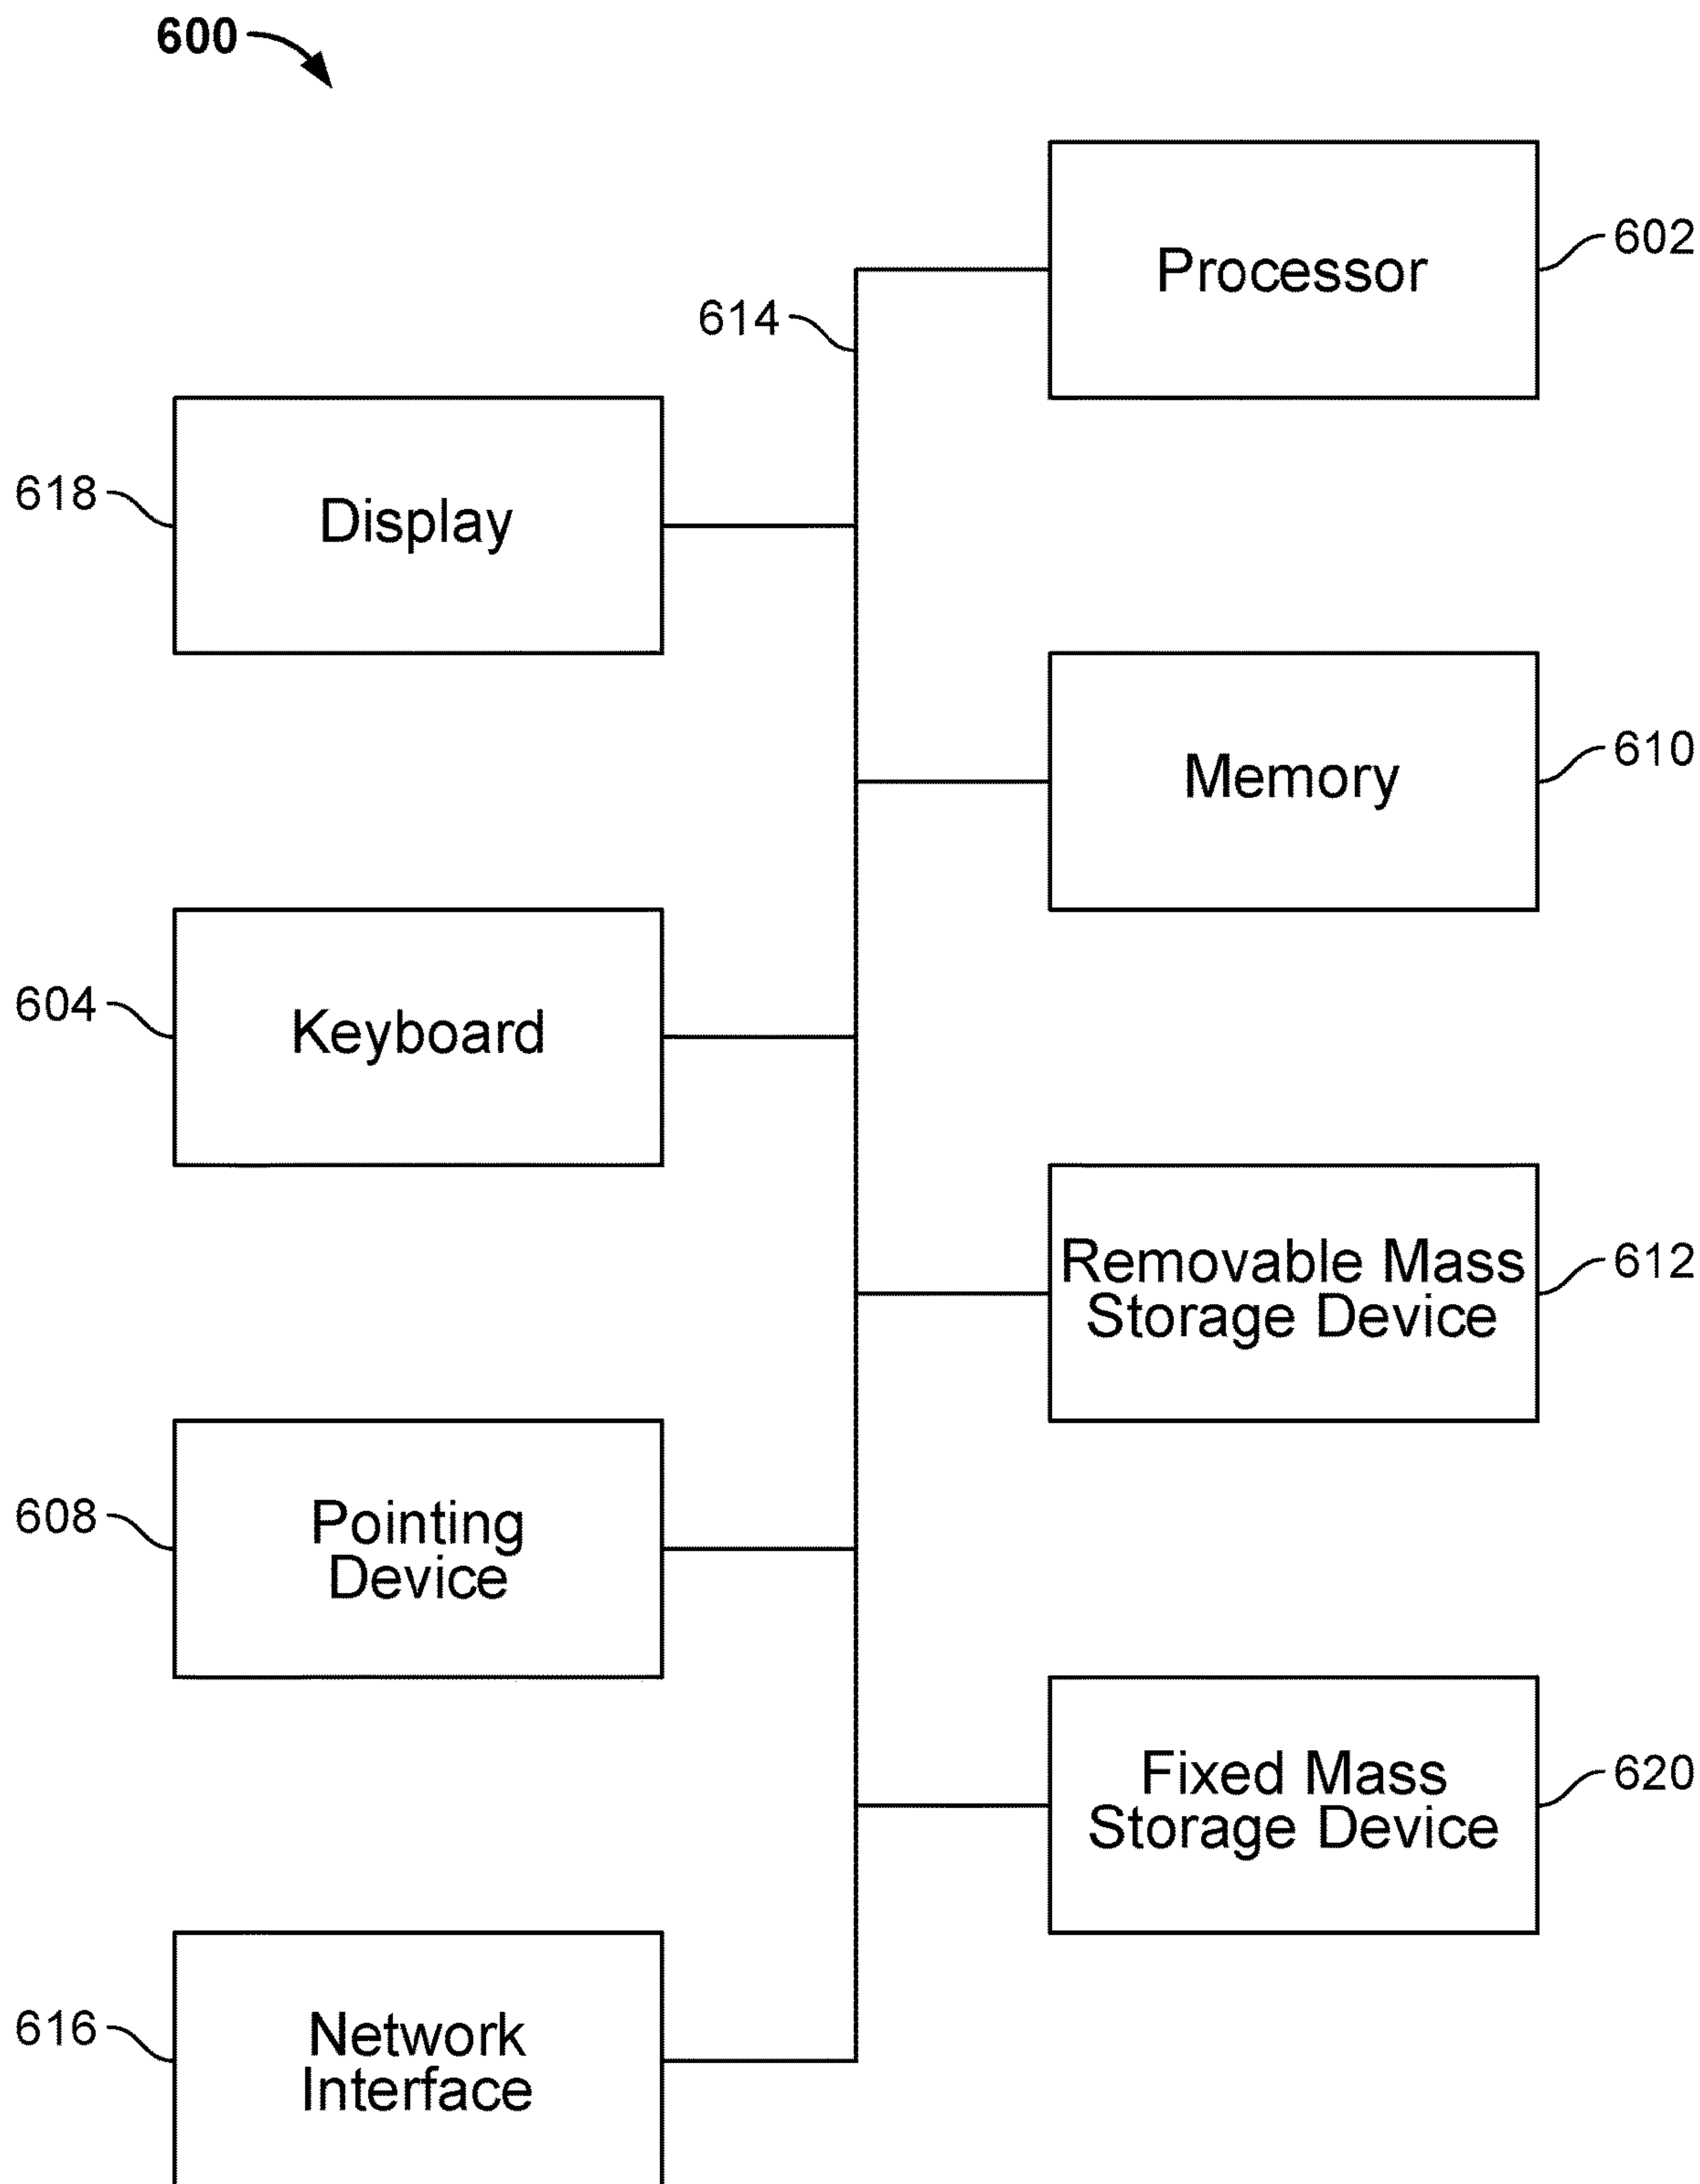 600
Processor
602
614
618
Display
Memory
610
604
Keyboard
Removable Mass
Storage Device
612
608
Pointing
Device
Fixed Mass
Storage Device
620
616
Network
Interface